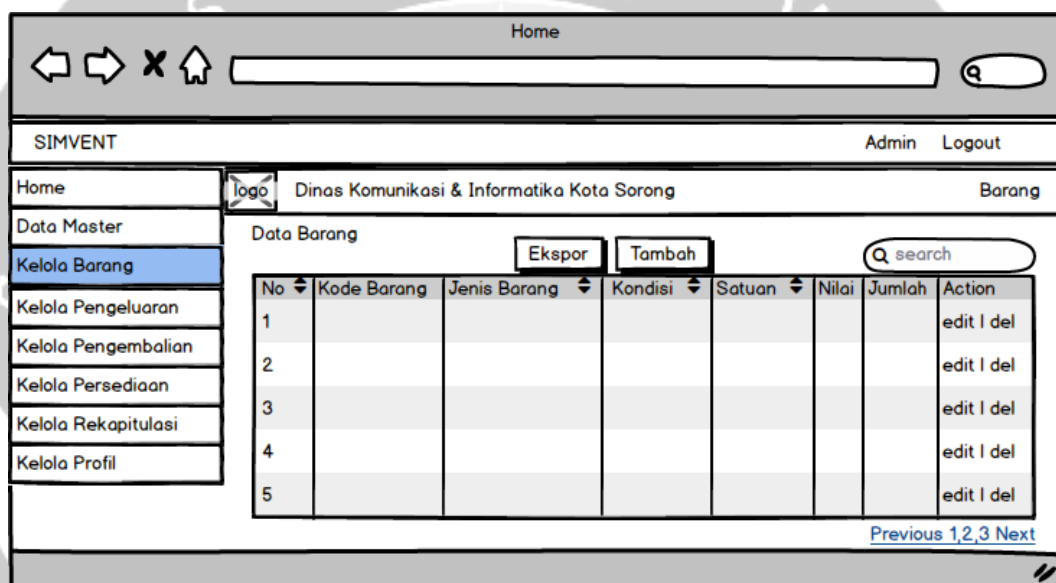 Home
SIMVENT Admin Logout
Home
Data Master
Kelola Barang
Kelola Pengeluaran
Kelola Pengembalian
Kelola Persediaan
Kelola Rekapitulasi
Kelola Profil
logo Dinas Komunikasi & Informatika Kota Sorong Barang
Data Barang
Ekspor Tambah search
No Kode Barang Jenis Barang Kondisi Satuan Nilai Jumlah Action
1 edit | del
2 edit | del
3 edit | del
4 edit | del
5 edit | del
Previous 1,2,3 Next